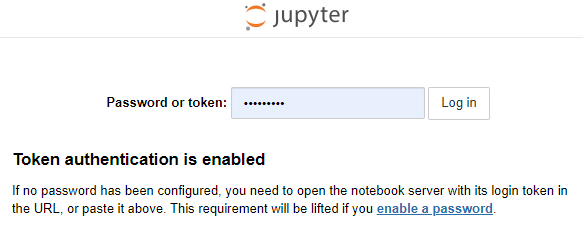 jupyter
Password or token: ••••••••• Log in
Token authentication is enabled
If no password has been configured, you need to open the notebook server with its login token in
the URL, or paste it above. This requirement will be lifted if you enable a password.